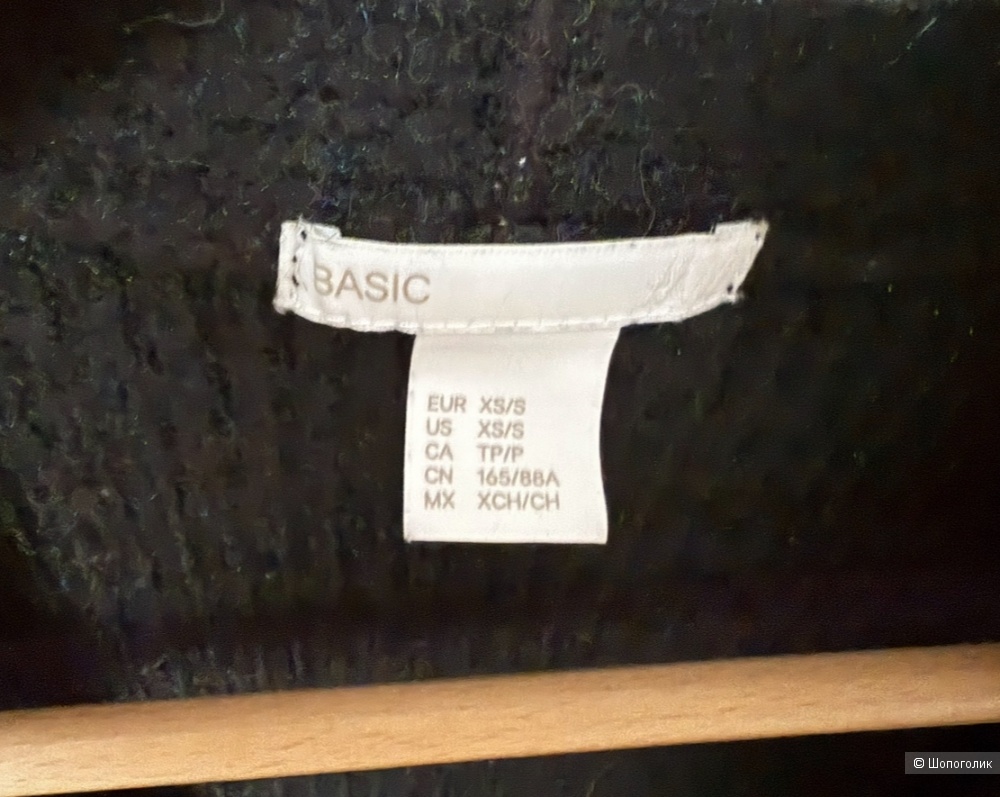 BASIC
EUR XS/S
US XS/S
CA TP/P
CN 165/88A
MX XCH/CH
© Шопоголик